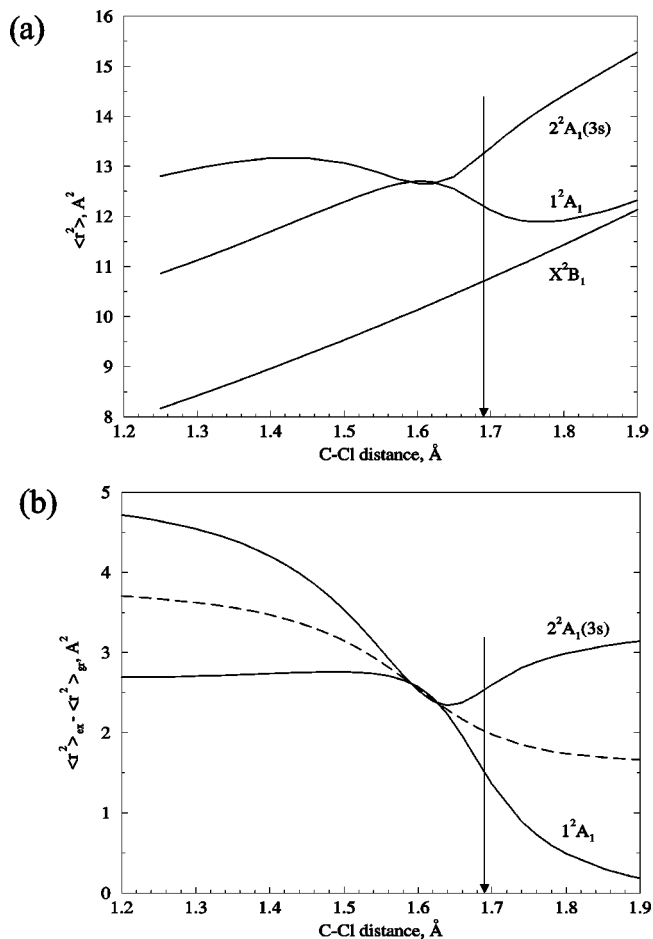 (a)
16
15
14
13
12
11
10
9
8
<r²>, A²
2²A₁(3s)
1²A₁
X²B₁
1.2 1.3 1.4 1.5 1.6 1.7 1.8 1.9
C-Cl distance, Å
(b)
5
4
3
2
1
0
<r²>ₑₓ - <r²>gr, A²
2²A₁(3s)
1²A₁
1.2 1.3 1.4 1.5 1.6 1.7 1.8 1.9
C-Cl distance, Å